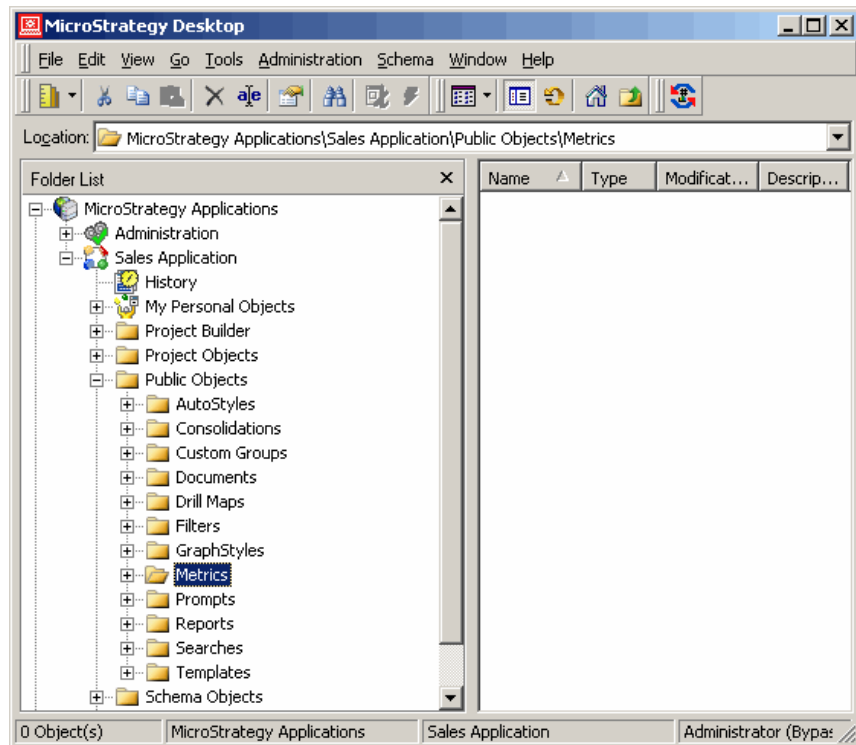 MicroStrategy Desktop
File Edit View Go Tools Administration Schema Window Help
Location: MicroStrategy Applications\Sales Application\Public Objects\Metrics
Folder List
Name Type Modificat... Descrip...
MicroStrategy Applications
Administration
Sales Application
History
My Personal Objects
Project Builder
Project Objects
Public Objects
AutoStyles
Consolidations
Custom Groups
Documents
Drill Maps
Filters
GraphStyles
Metrics
Prompts
Reports
Searches
Templates
Schema Objects
0 Object(s) MicroStrategy Applications Sales Application Administrator (Bypas